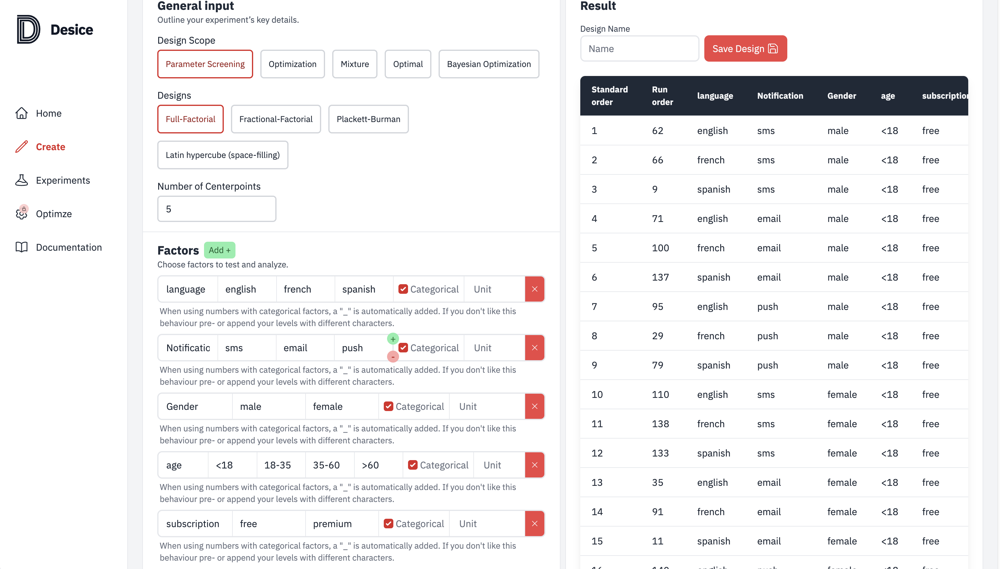 Desice
Home
Create
Experiments
Optimze
Documentation
General input
Outline your experiment’s key details.
Design Scope
Parameter Screening
Optimization
Mixture
Optimal
Bayesian Optimization
Designs
Full-Factorial
Fractional-Factorial
Plackett-Burman
Latin hypercube (space-filling)
Number of Centerpoints
5
Factors Add +
Choose factors to test and analyze.
language english french spanish Categorical Unit
When using numbers with categorical factors, a "_" is automatically added. If you don't like this
behaviour pre- or append your levels with different characters.
Notificatio sms email push + - Categorical Unit
When using numbers with categorical factors, a "_" is automatically added. If you don't like this
behaviour pre- or append your levels with different characters.
Gender male female Categorical Unit
When using numbers with categorical factors, a "_" is automatically added. If you don't like this
behaviour pre- or append your levels with different characters.
age <18 18-35 35-60 >60 Categorical Unit
When using numbers with categorical factors, a "_" is automatically added. If you don't like this
behaviour pre- or append your levels with different characters.
subscription free premium Categorical Unit
When using numbers with categorical factors, a "_" is automatically added. If you don't like this
behaviour pre- or append your levels with different characters.
Result
Design Name
Name
Save Design
Standard order Run order language Notification Gender age subscription
1 62 english sms male <18 free
2 66 french sms male <18 free
3 9 spanish sms male <18 free
4 71 english email male <18 free
5 100 french email male <18 free
6 137 spanish email male <18 free
7 95 english push male <18 free
8 29 french push male <18 free
9 79 spanish push male <18 free
10 110 english sms female <18 free
11 138 french sms female <18 free
12 133 spanish sms female <18 free
13 35 english email female <18 free
14 91 french email female <18 free
15 11 spanish email female <18 free